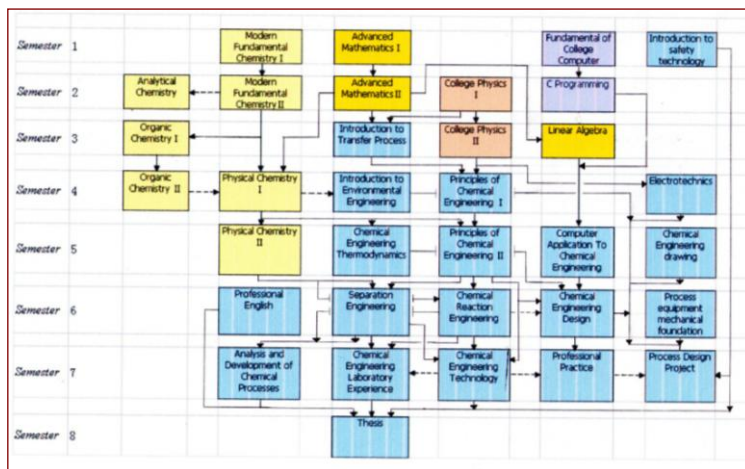 Semester 1
Modern
Fundamental
Chemistry I
Advanced
Mathematics I
Fundamental of
College
Computer
Introduction to
safety
technology
Semester 2
Analytical
Chemistry
Modern
Fundamental
Chemistry II
Advanced
Mathematics II
College Physics
I
C Programming
Semester 3
Organic
Chemistry I
Introduction to
Transfer Process
College Physics
II
Linear Algebra
Semester 4
Organic
Chemistry II
Physical Chemistry
I
Introduction to
Environmental
Engineering
Principles of
Chemical
Engineering I
Electrotechnics
Semester 5
Physical Chemistry
II
Chemical
Engineering
Thermodynamics
Principles of
Chemical
Engineering II
Computer
Application To
Chemical
Engineering
Chemical
Engineering
drawing
Semester 6
Professional
English
Separation
Engineering
Chemical
Reaction
Engineering
Chemical
Engineering
Design
Process
equipment
mechanical
foundation
Semester 7
Analysis and
Development of
Chemical
Processes
Chemical
Engineering
Laboratory
Experience
Chemical
Engineering
Technology
Professional
Practice
Process Design
Project
Semester 8
Thesis